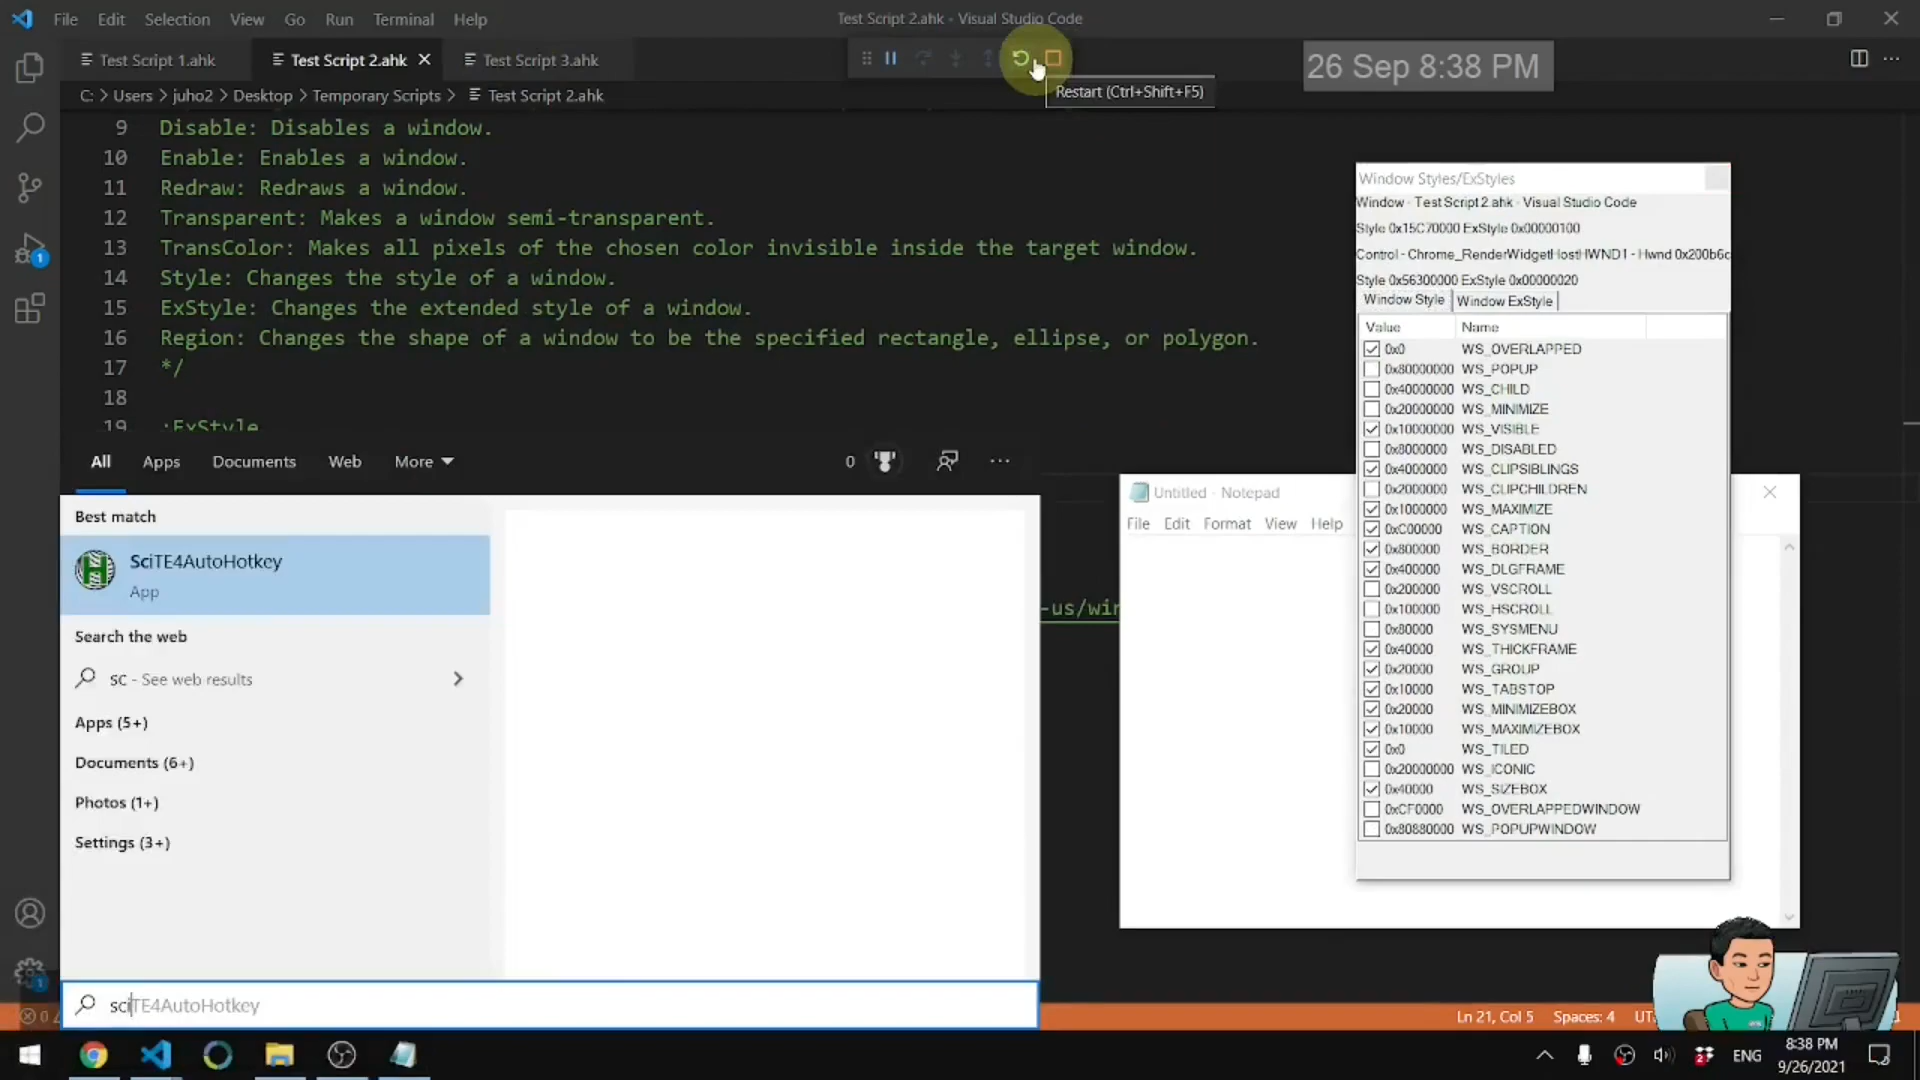 File Edit Selection View Go Run Terminal Help
Test Script 2.ahk - Visual Studio Code
Test Script 1.ahk
Test Script 2.ahk
Test Script 3.ahk
26 Sep 8:38 PM
Restart (Ctrl+Shift+F5)
C: > Users > juho2 > Desktop > Temporary Scripts > Test Script 2.ahk
9 Disable: Disables a window.
10 Enable: Enables a window.
11 Redraw: Redraws a window.
12 Transparent: Makes a window semi-transparent.
13 TransColor: Makes all pixels of the chosen color invisible inside the target window.
14 Style: Changes the style of a window.
15 ExStyle: Changes the extended style of a window.
16 Region: Changes the shape of a window to be the specified rectangle, ellipse, or polygon.
17 */
18
19 ;ExStyle
-us/win
All Apps Documents Web More
0
Best match
SciTE4AutoHotkey
App
Search the web
sc - See web results
Apps (5+)
Documents (6+)
Photos (1+)
Settings (3+)
sciTE4AutoHotkey
Untitled - Notepad
File Edit Format View Help
Window Styles/ExStyles
Window - Test Script 2.ahk - Visual Studio Code
Style 0x15C70000 ExStyle 0x00000100
Control - Chrome_RenderWidgetHostHWND1 - Hwnd 0x200b6c
Style 0x56300000 ExStyle 0x00000020
Window Style Window ExStyle
Value Name
0x0 WS_OVERLAPPED
0x80000000 WS_POPUP
0x40000000 WS_CHILD
0x20000000 WS_MINIMIZE
0x10000000 WS_VISIBLE
0x8000000 WS_DISABLED
0x4000000 WS_CLIPSIBLINGS
0x2000000 WS_CLIPCHILDREN
0x1000000 WS_MAXIMIZE
0xC00000 WS_CAPTION
0x800000 WS_BORDER
0x400000 WS_DLGFRAME
0x200000 WS_VSCROLL
0x100000 WS_HSCROLL
0x80000 WS_SYSMENU
0x40000 WS_THICKFRAME
0x20000 WS_GROUP
0x10000 WS_TABSTOP
0x20000 WS_MINIMIZEBOX
0x10000 WS_MAXIMIZEBOX
0x0 WS_TILED
0x20000000 WS_ICONIC
0x40000 WS_SIZEBOX
0xCF0000 WS_OVERLAPPEDWINDOW
0x80880000 WS_POPUPWINDOW
1
1
0
Ln 21, Col 5 Spaces: 4 UT
2
ENG
8:38 PM
9/26/2021